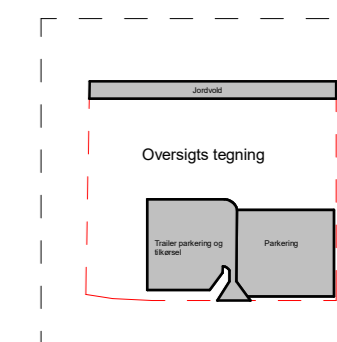 Jordvold
Oversigts tegning
Trailer parkering og
tilkørsel
Parkering